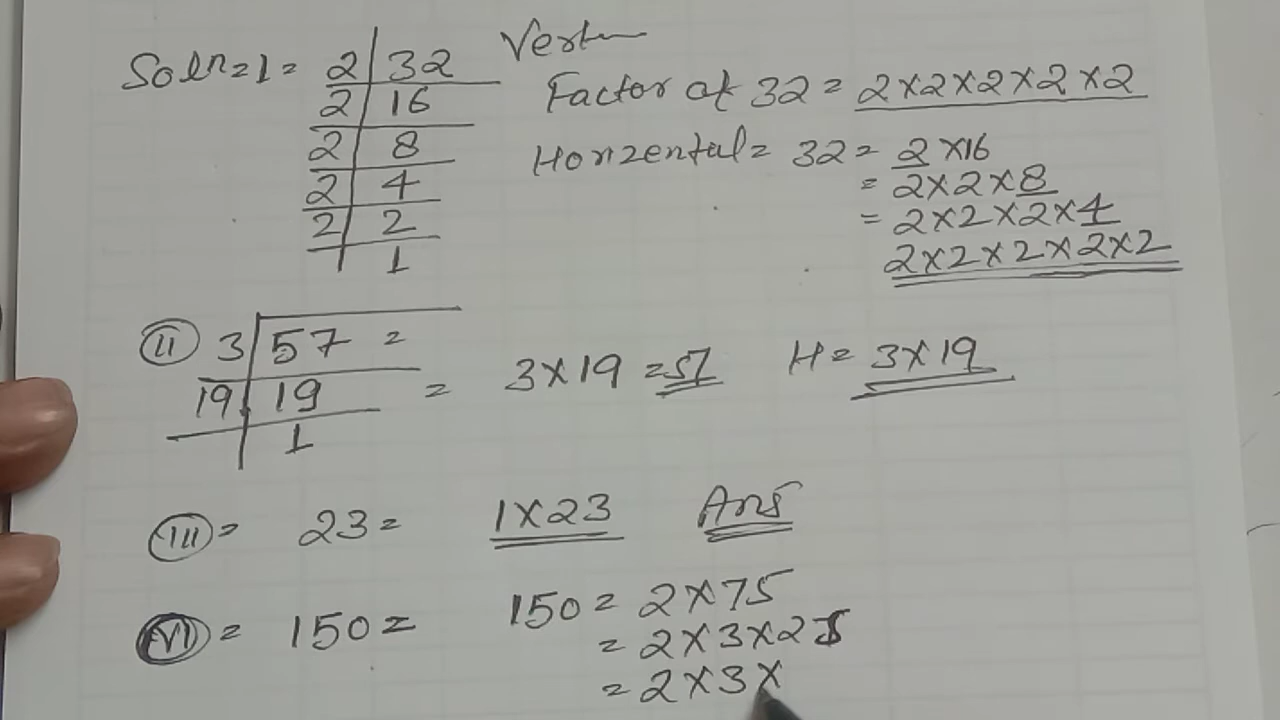 Soln=1= 2 32 Vert
2 16 Factor of 32 = 2×2×2×2×2
2 8 Horizental = 32 = 2×16
2 4 = 2×2×8
2 2 = 2×2×2×4
1 2×2×2×2×2
II 3 57 =
19 19 = 3×19 = 57 H = 3×19
1
III = 23 = 1×23 Ans
VI = 150 = 150 = 2×75
= 2×3×25
= 2×3×